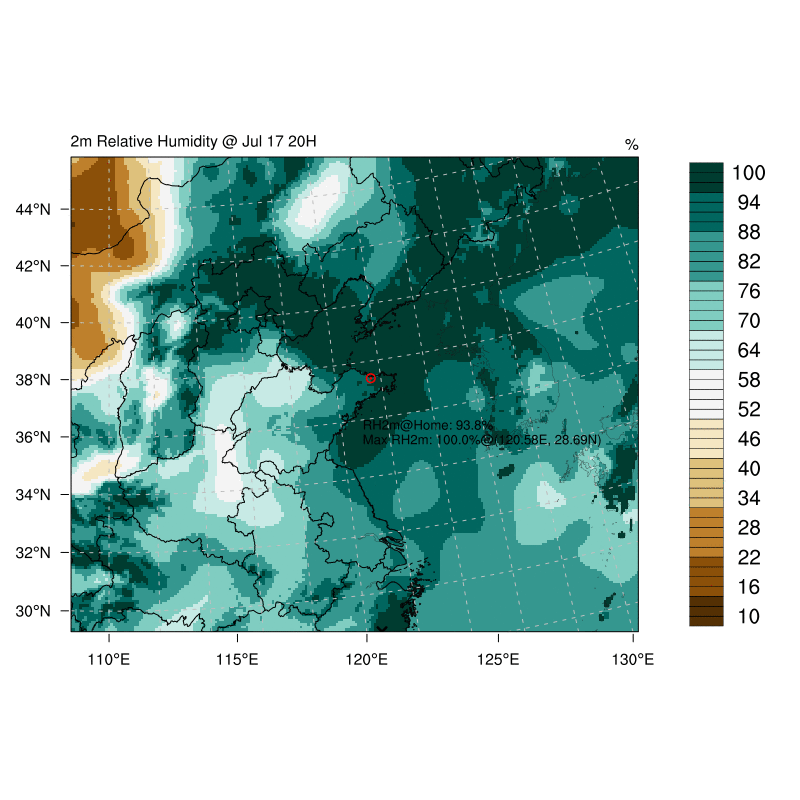 2m Relative Humidity @ Jul 17 20H
%
44°N
42°N
40°N
38°N
36°N
34°N
32°N
30°N
110°E
115°E
120°E
125°E
130°E
RH2m@Home: 93.8%
Max RH2m: 100.0%@(120.58E, 28.69N)
100
94
88
82
76
70
64
58
52
46
40
34
28
22
16
10